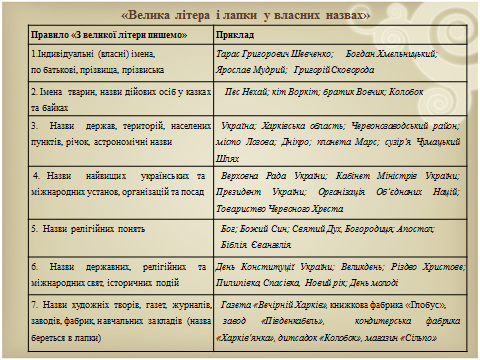 «Велика літера і лапки у власних назвах»
Правило «З великої літери пишемо»
Приклад
1.Індивідуальні (власні) імена,
по батькові, прізвища, прізвиська
Тарас Григорович Шевченко; Богдан Хмельницький;
Ярослав Мудрий; Григорій Сковорода
2. Імена тварин, назви дійових осіб у казках
та байках
Пес Нехай; кіт Воркіт; братик Вовчик; Колобок
3. Назви держав, територій, населених
пунктів, річок, астрономічні назви
Україна; Харківська область; Червонозаводський район;
місто Лозова; Дніпро; планета Марс; сузір'я Чумацький
Шлях
4. Назви найвищих українських та
міжнародних установ, організацій та посад
Верховна Рада України; Кабінет Міністрів України;
Президент України; Організація Об'єднаних Націй;
Товариство Червоного Хреста
5. Назви релігійних понять
Бог; Божий Син; Святий Дух, Богородиця; Апостол;
Біблія Євангелія
6. Назви державних, релігійних та
міжнародних свят, історичних подій
День Конституції України; Великдень; Різдво Христове;
Пилипівка, Спасівка, Новий рік; День молоді
7. Назви художніх творів, газет, журналів,
заводів, фабрик, навчальних закладів (назва
береться в лапки)
Газета «Вечірній Харків», книжкова фабрика «Глобус»,
завод «Південкабель», кондитерська фабрика
«Харків'янка», дитсадок «Колобок», магазин «Сільпо»